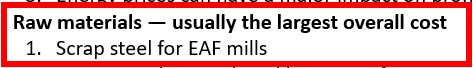 Raw materials — usually the largest overall cost
1. Scrap steel for EAF mills